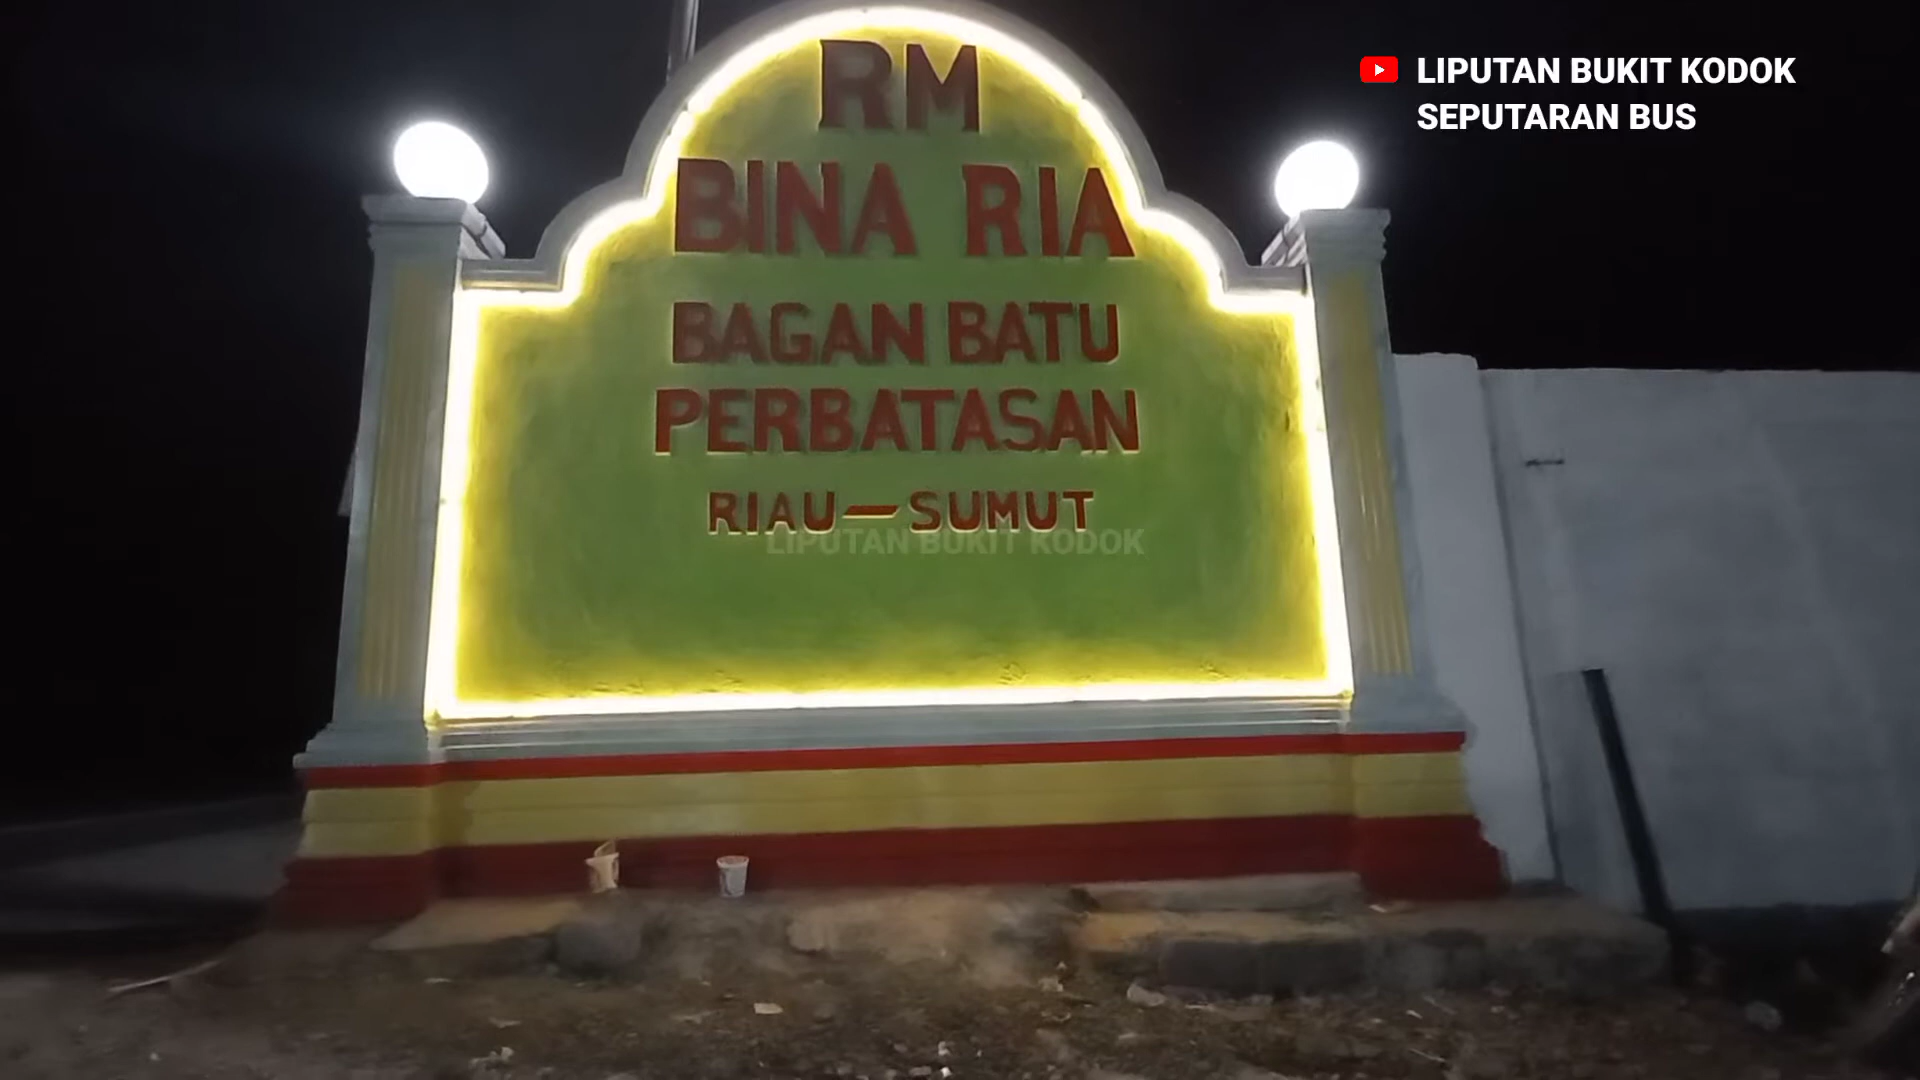 LIPUTAN BUKIT KODOK
SEPUTARAN BUS
RM
BINA RIA
BAGAN BATU
PERBATASAN
RIAU—SUMUT
LIPUTAN BUKIT KODOK